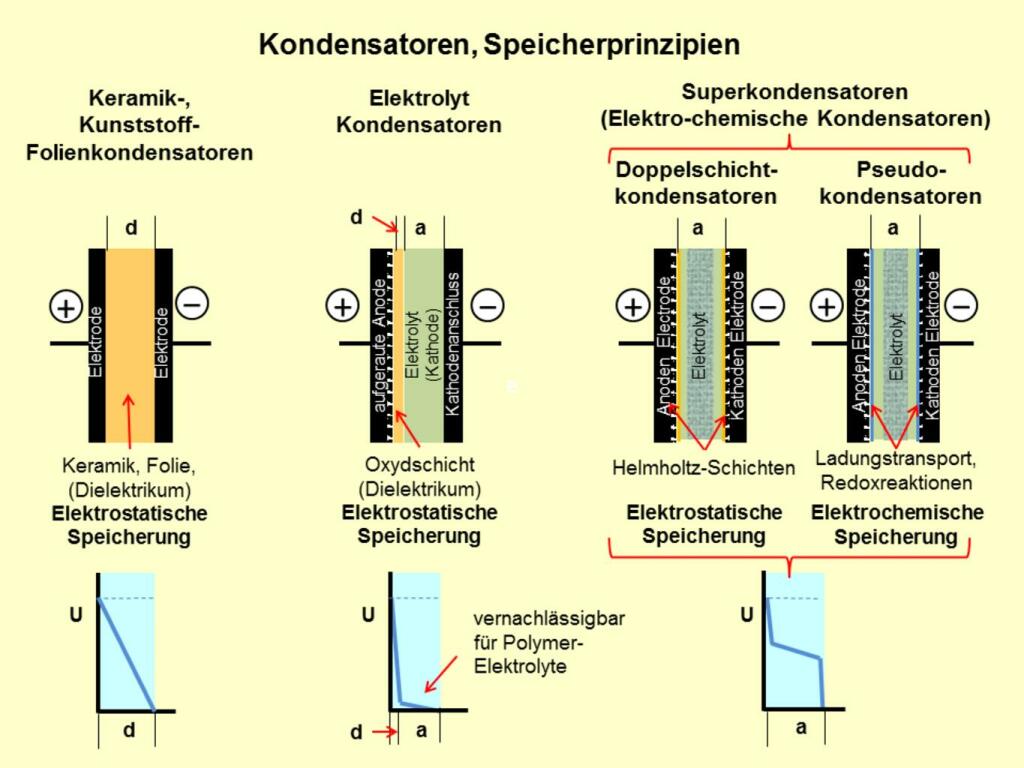 Kondensatoren, Speicherprinzipien
Keramik-,
Kunststoff-
Folienkondensatoren
d
+
−
Elektrode
Elektrode
Keramik, Folie,
(Dielektrikum)
Elektrostatische
Speicherung
U
d
Elektrolyt
Kondensatoren
d
a
+
−
aufgeraute Anode
Elektrolyt
(Kathode)
Kathodenanschluss
Oxydschicht
(Dielektrikum)
Elektrostatische
Speicherung
U
vernachlässigbar
für Polymer-
Elektrolyte
d
a
Superkondensatoren
(Elektro-chemische Kondensatoren)
Doppelschicht-
kondensatoren
a
+
−
Anoden Electrode
Elektrolyt
Kathoden Elektrode
Helmholtz-Schichten
Elektrostatische
Speicherung
Pseudo-
kondensatoren
a
+
−
Anoden Elektrode
Elektrolyt
Kathoden Elektrode
Ladungstransport,
Redoxreaktionen
Elektrochemische
Speicherung
U
a